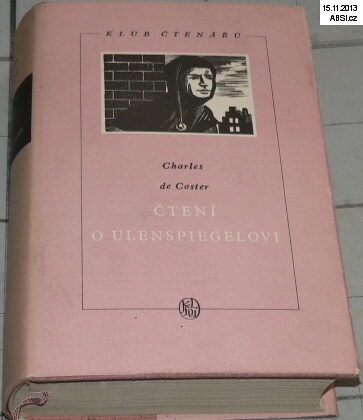 15.11.2013
ABSI.cz
KLUB ČTENÁŘŮ
Charles
de Coster
ČTENÍ
O ULENSPIEGELOVI